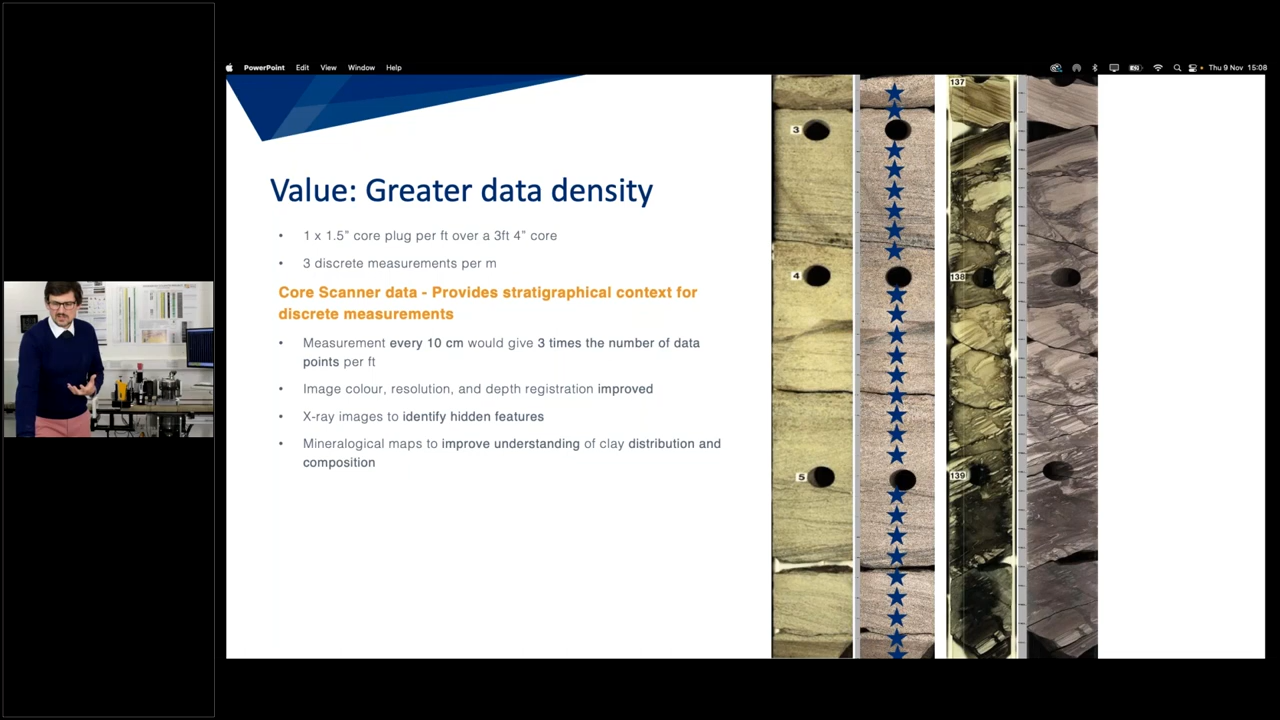 PowerPoint Edit View Window Help
Thu 9 Nov 15:08
Value: Greater data density
• 1 x 1.5” core plug per ft over a 3ft 4” core
• 3 discrete measurements per m
Core Scanner data - Provides stratigraphical context for
discrete measurements
• Measurement every 10 cm would give 3 times the number of data
points per ft
• Image colour, resolution, and depth registration improved
• X-ray images to identify hidden features
• Mineralogical maps to improve understanding of clay distribution and
composition
137
3
4
138
5
139